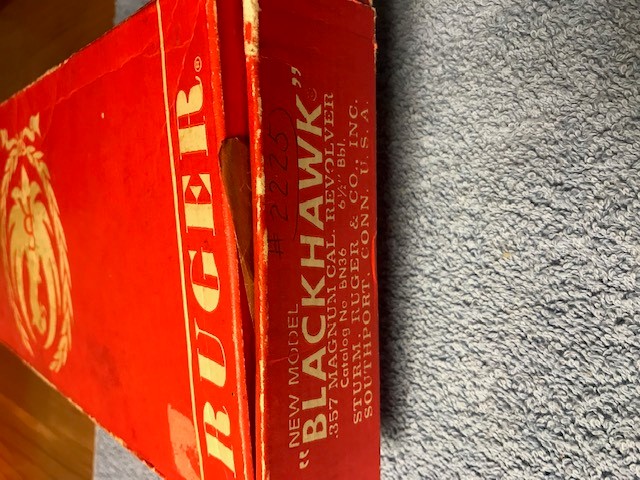 RUGER®
# 2225
NEW MODEL
"BLACKHAWK"®
.357 MAGNUM CAL. REVOLVER
Catalog No BN36 6½" Bbl.
STURM, RUGER & CO., INC.
SOUTHPORT, CONN. U. S. A.